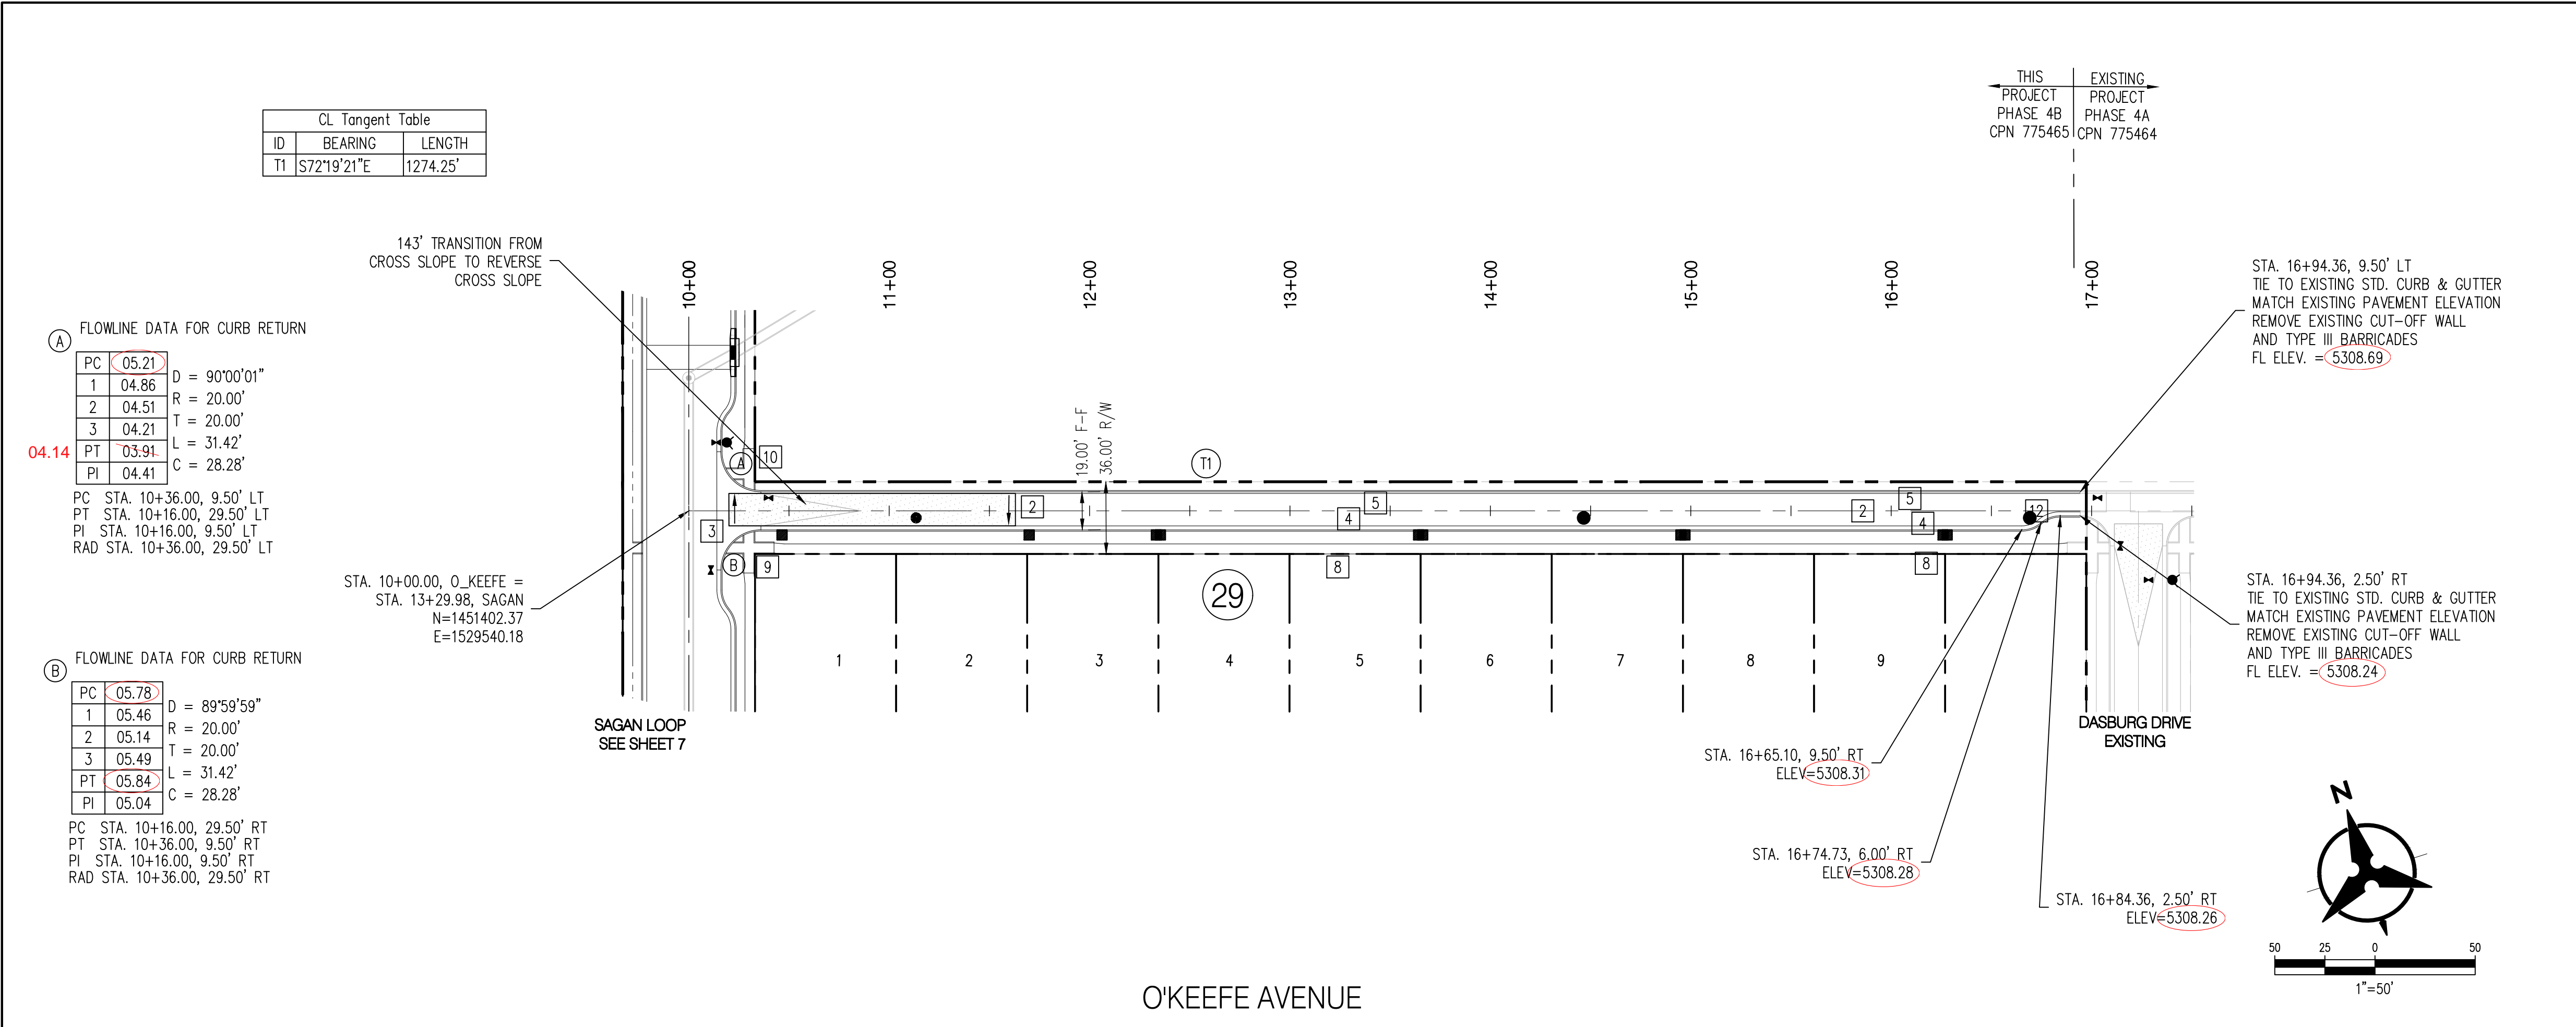 CL Tangent Table
ID BEARING LENGTH
T1 S72°19'21"E 1274.25'
THIS PROJECT PHASE 4B CPN 775465
EXISTING PROJECT PHASE 4A CPN 775464
143' TRANSITION FROM
CROSS SLOPE TO REVERSE
CROSS SLOPE
10+00
11+00
12+00
13+00
14+00
15+00
16+00
17+00
STA. 16+94.36, 9.50' LT
TIE TO EXISTING STD. CURB & GUTTER
MATCH EXISTING PAVEMENT ELEVATION
REMOVE EXISTING CUT-OFF WALL
AND TYPE III BARRICADES
FL ELEV. = 5308.69
A
FLOWLINE DATA FOR CURB RETURN
PC 05.21
1 04.86
2 04.51
3 04.21
04.14 PT 03.91
PI 04.41
D = 90°00'01"
R = 20.00'
T = 20.00'
L = 31.42'
C = 28.28'
PC STA. 10+36.00, 9.50' LT
PT STA. 10+16.00, 29.50' LT
PI STA. 10+16.00, 9.50' LT
RAD STA. 10+36.00, 29.50' LT
19.00' F-F
36.00' R/W
A
10
T1
2
5
4
2
5
4
12
3
B
9
8
8
29
STA. 10+00.00, O_KEEFE =
STA. 13+29.98, SAGAN
N=1451402.37
E=1529540.18
STA. 16+94.36, 2.50' RT
TIE TO EXISTING STD. CURB & GUTTER
MATCH EXISTING PAVEMENT ELEVATION
REMOVE EXISTING CUT-OFF WALL
AND TYPE III BARRICADES
FL ELEV. = 5308.24
B
FLOWLINE DATA FOR CURB RETURN
PC 05.78
1 05.46
2 05.14
3 05.49
PT 05.84
PI 05.04
D = 89°59'59"
R = 20.00'
T = 20.00'
L = 31.42'
C = 28.28'
PC STA. 10+16.00, 29.50' RT
PT STA. 10+36.00, 9.50' RT
PI STA. 10+16.00, 9.50' RT
RAD STA. 10+36.00, 29.50' RT
1 2 3 4 5 6 7 8 9
SAGAN LOOP
SEE SHEET 7
DASBURG DRIVE
EXISTING
STA. 16+65.10, 9.50' RT
ELEV=5308.31
STA. 16+74.73, 6.00' RT
ELEV=5308.28
STA. 16+84.36, 2.50' RT
ELEV=5308.26
N
50 25 0 50
1"=50'
O'KEEFE AVENUE